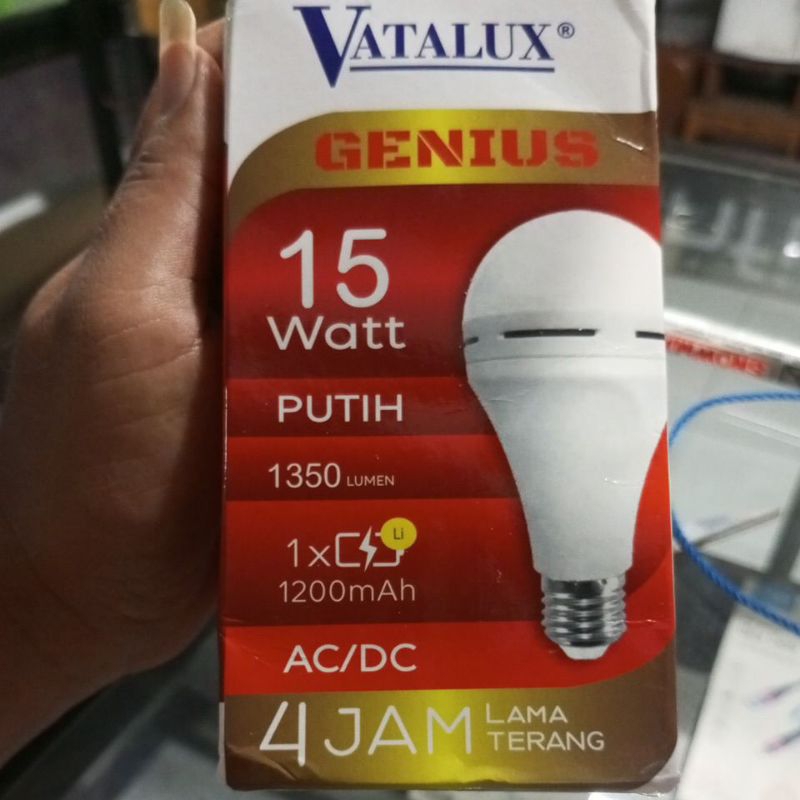 VATALUX®
GENIUS
15
Watt
PUTIH
1350 LUMEN
Li
1x
1200mAh
AC/DC
4 JAM LAMA
TERANG